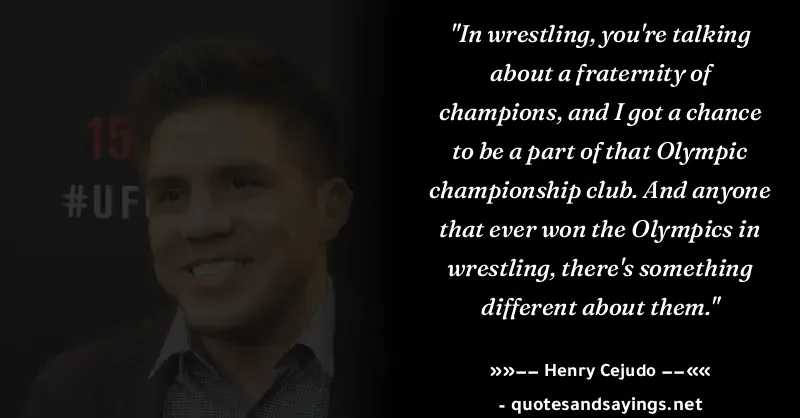 "In wrestling, you're talking
about a fraternity of
champions, and I got a chance
to be a part of that Olympic
championship club. And anyone
that ever won the Olympics in
wrestling, there's something
different about them."
»»−− Henry Cejudo −−««
- quotesandsayings.net
15
#UF